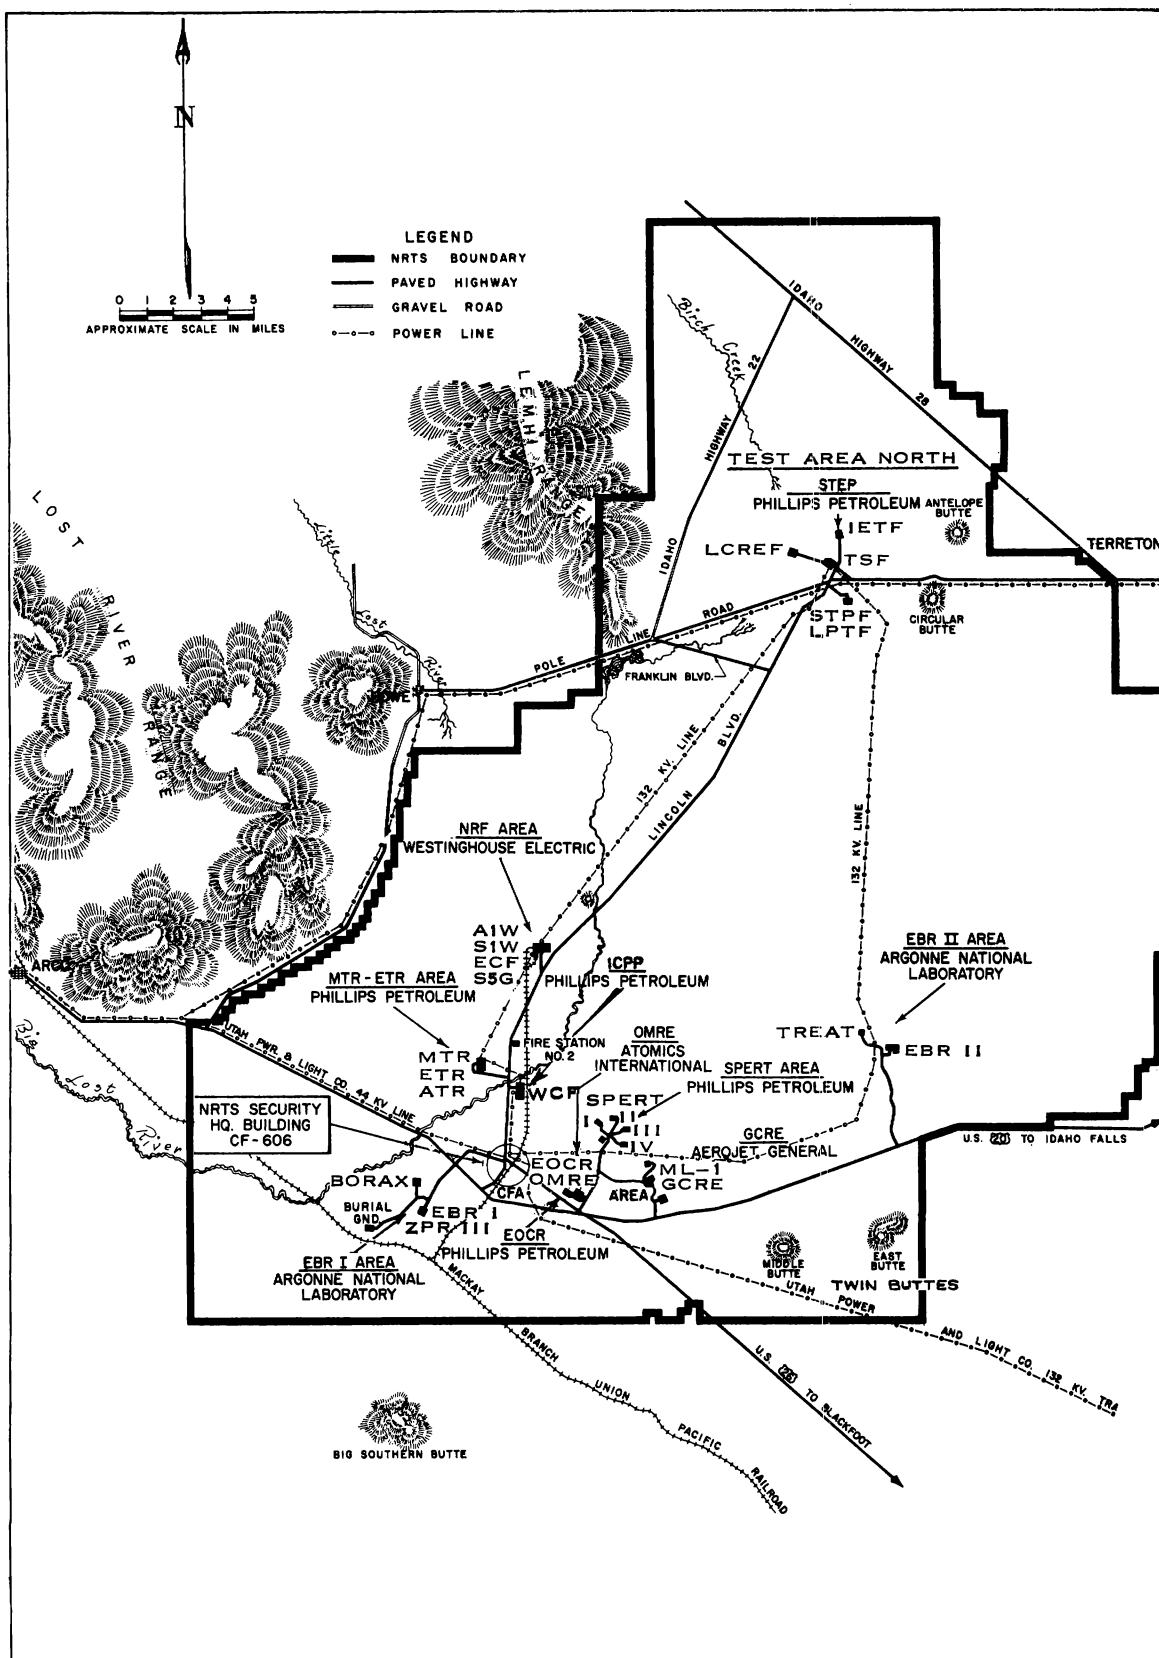 N
0 1 2 3 4 5
APPROXIMATE SCALE IN MILES
LEGEND
NRTS BOUNDARY
PAVED HIGHWAY
GRAVEL ROAD
POWER LINE
LOST RIVER RANGE
LEMHI RANGE
Birch Creek
IDAHO HIGHWAY 22
IDAHO HIGHWAY 28
TEST AREA NORTH
STEP
PHILLIPS PETROLEUM
ANTELOPE
BUTTE
IETF
LCREF
TSF
TERRETON
STPF
LPTF
CIRCULAR
BUTTE
Little Lost River
HOWE
POLE LINE ROAD
FRANKLIN BLVD.
132 KV. LINE
LINCOLN BLVD.
132 KV. LINE
NRF AREA
WESTINGHOUSE ELECTRIC
A1W
S1W
ECF
S5G
ICPP
PHILLIPS PETROLEUM
MTR-ETR AREA
PHILLIPS PETROLEUM
EBR II AREA
ARGONNE NATIONAL
LABORATORY
ARCO
Big Lost River
UTAH PWR. & LIGHT CO. 44 KV LINE
FIRE STATION
NO. 2
MTR
ETR
ATR
WCF
OMRE
ATOMICS
INTERNATIONAL
SPERT AREA
PHILLIPS PETROLEUM
TREAT
EBR II
NRTS SECURITY
HQ. BUILDING
CF-606
SPERT
I
II
III
IV
GCRE
AEROJET GENERAL
U.S. 20 TO IDAHO FALLS
EOCR
OMRE
CFA
AREA
ML-1
GCRE
BORAX
BURIAL
GND.
EBR I
ZPR III
EOCR
PHILLIPS PETROLEUM
EBR I AREA
ARGONNE NATIONAL
LABORATORY
MIDDLE
BUTTE
EAST
BUTTE
TWIN BUTTES
UTAH POWER AND LIGHT CO. 132 KV. TRA
MACKAY BRANCH UNION PACIFIC RAILROAD
U.S. 26 TO BLACKFOOT
BIG SOUTHERN BUTTE